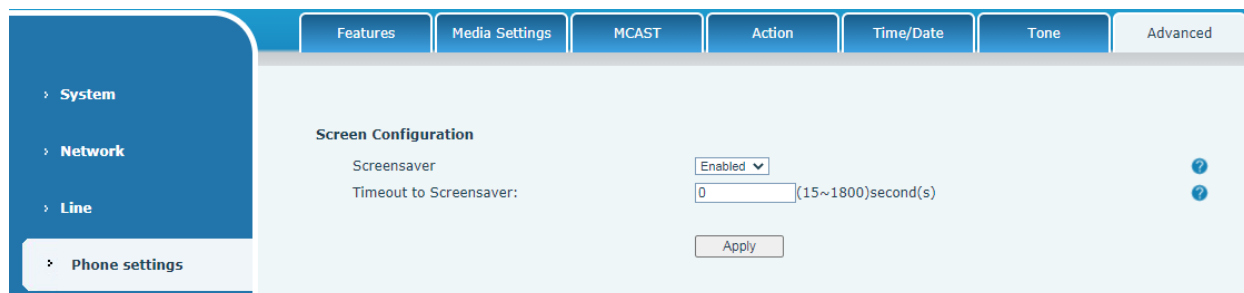 Features Media Settings MCAST Action Time/Date Tone Advanced
› System
› Network
› Line
› Phone settings
Screen Configuration
Screensaver Enabled ?
Timeout to Screensaver: 0 (15~1800)second(s) ?
Apply